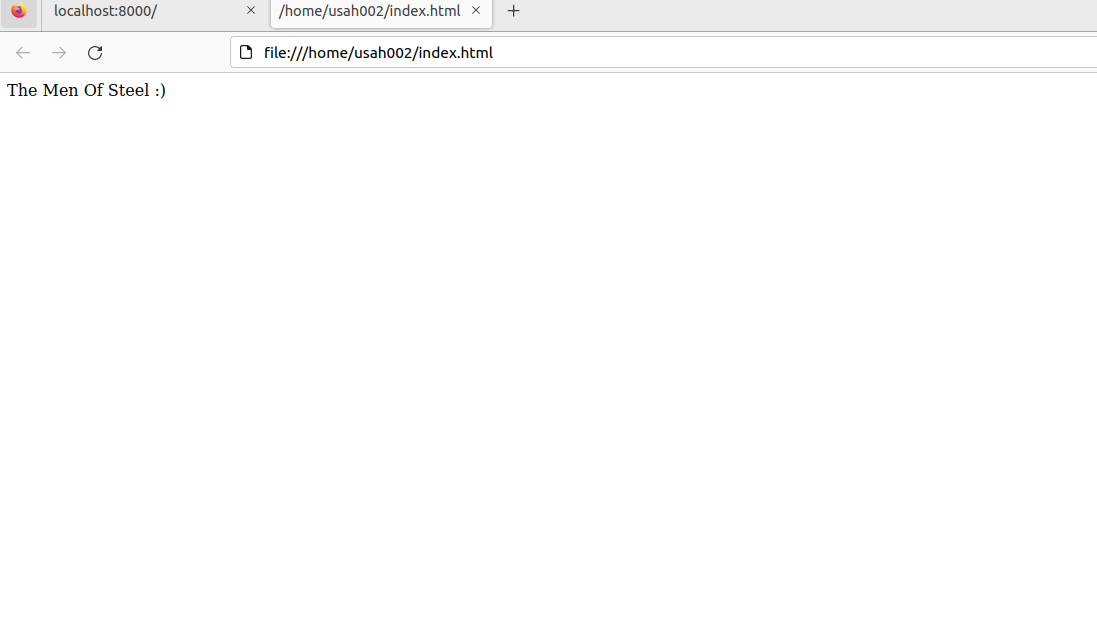 localhost:8000/
/home/usah002/index.html
file:///home/usah002/index.html
The Men Of Steel :)